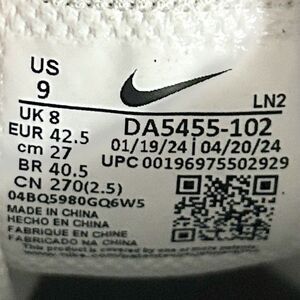 US
9
LN2
UK 8
EUR 42.5
cm 27
BR 40.5
CN 270(2.5)
DA5455-102
01/19/24 | 04/20/24
UPC 00196975502929
04BQ5980GQ6W5
MADE IN CHINA
HECHO EN CHINA
FABRIQUE EN CHINE
FABRICADO NA CHINA